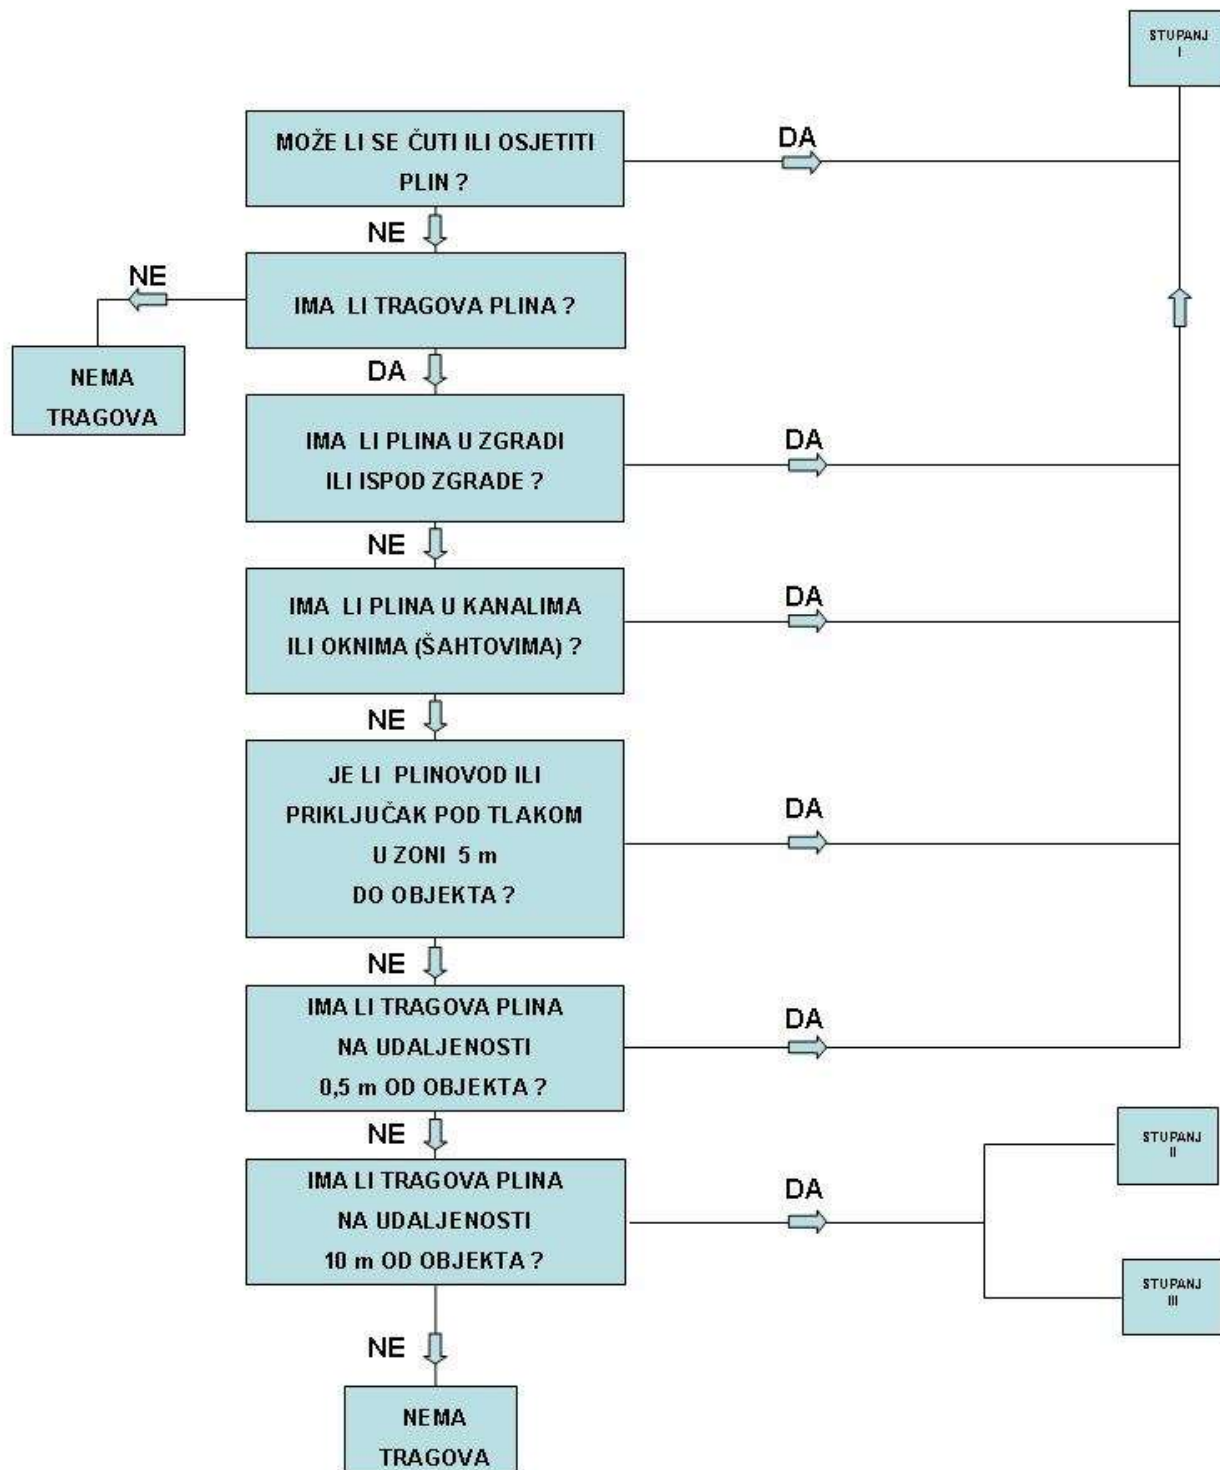 STUPANJ
I
MOŽE LI SE ČUTI ILI OSJETITI
PLIN ?
DA
NE
NE
IMA LI TRAGOVA PLINA ?
NEMA
TRAGOVA
DA
IMA LI PLINA U ZGRADI
ILI ISPOD ZGRADE ?
DA
NE
IMA LI PLINA U KANALIMA
ILI OKNIMA (ŠAHTOVIMA) ?
DA
NE
JE LI PLINOVOD ILI
PRIKLJUČAK POD TLAKOM
U ZONI 5 m
DO OBJEKTA ?
DA
NE
IMA LI TRAGOVA PLINA
NA UDALJENOSTI
0,5 m OD OBJEKTA ?
DA
NE
IMA LI TRAGOVA PLINA
NA UDALJENOSTI
10 m OD OBJEKTA ?
DA
STUPANJ
II
STUPANJ
III
NE
NEMA
TRAGOVA